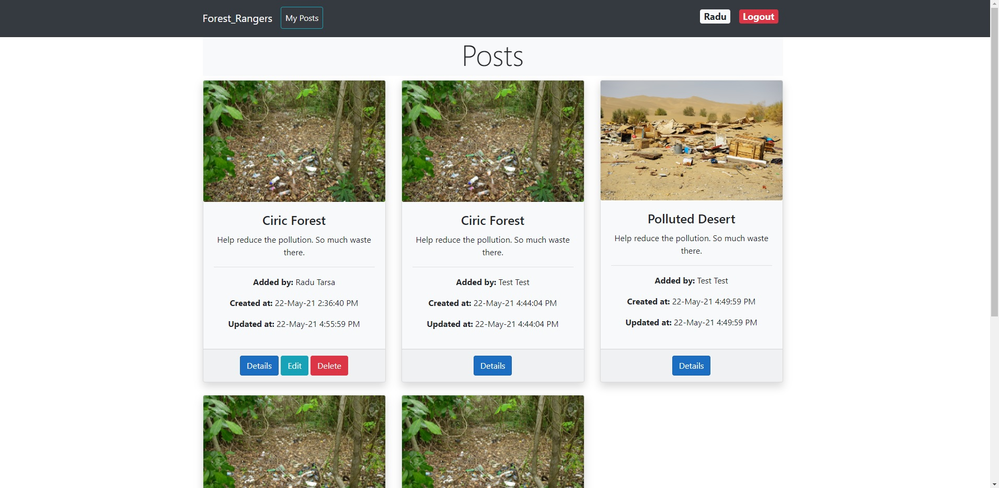 Forest_Rangers My Posts Radu Logout
Posts
Ciric Forest
Help reduce the pollution. So much waste
there.
Added by: Radu Tarsa
Created at: 22-May-21 2:36:40 PM
Updated at: 22-May-21 4:55:59 PM
Details Edit Delete
Ciric Forest
Help reduce the pollution. So much waste
there.
Added by: Test Test
Created at: 22-May-21 4:44:04 PM
Updated at: 22-May-21 4:44:04 PM
Details
Polluted Desert
Help reduce the pollution. So much waste
there.
Added by: Test Test
Created at: 22-May-21 4:49:59 PM
Updated at: 22-May-21 4:49:59 PM
Details